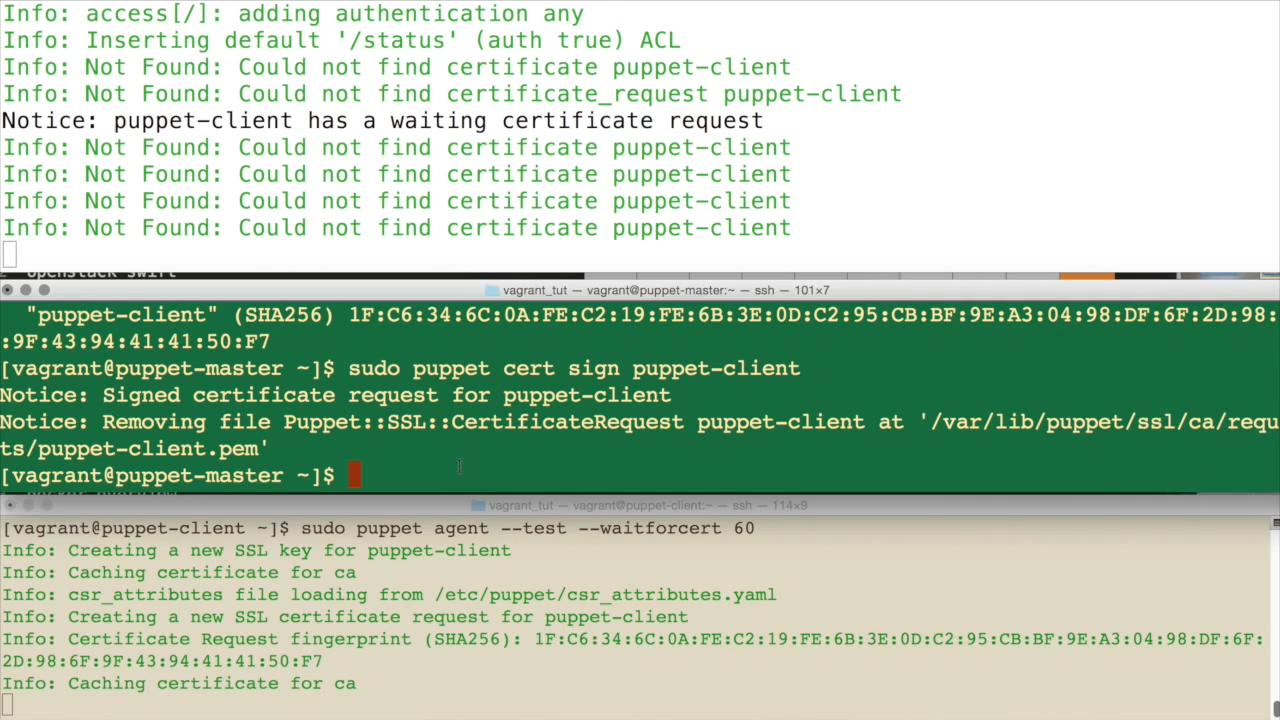 Info: access[/]: adding authentication any
Info: Inserting default '/status' (auth true) ACL
Info: Not Found: Could not find certificate puppet-client
Info: Not Found: Could not find certificate_request puppet-client
Notice: puppet-client has a waiting certificate request
Info: Not Found: Could not find certificate puppet-client
Info: Not Found: Could not find certificate puppet-client
Info: Not Found: Could not find certificate puppet-client
Info: Not Found: Could not find certificate puppet-client
openstack swift
vagrant_tut — vagrant@puppet-master:~ — ssh — 101×7
"puppet-client" (SHA256) 1F:C6:34:6C:0A:FE:C2:19:FE:6B:3E:0D:C2:95:CB:BF:9E:A3:04:98:DF:6F:2D:98:
:9F:43:94:41:41:50:F7
[vagrant@puppet-master ~]$ sudo puppet cert sign puppet-client
Notice: Signed certificate request for puppet-client
Notice: Removing file Puppet::SSL::CertificateRequest puppet-client at '/var/lib/puppet/ssl/ca/requ
ts/puppet-client.pem'
[vagrant@puppet-master ~]$
vagrant_tut — vagrant@puppet-client:~ — ssh — 114×9
[vagrant@puppet-client ~]$ sudo puppet agent --test --waitforcert 60
Info: Creating a new SSL key for puppet-client
Info: Caching certificate for ca
Info: csr_attributes file loading from /etc/puppet/csr_attributes.yaml
Info: Creating a new SSL certificate request for puppet-client
Info: Certificate Request fingerprint (SHA256): 1F:C6:34:6C:0A:FE:C2:19:FE:6B:3E:0D:C2:95:CB:BF:9E:A3:04:98:DF:6F:
2D:98:6F:9F:43:94:41:41:50:F7
Info: Caching certificate for ca